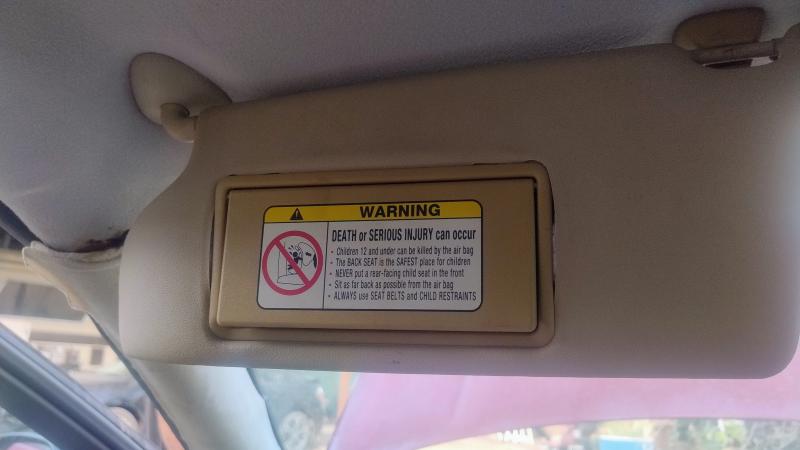 WARNING
DEATH or SERIOUS INJURY can occur
• Children 12 and under can be killed by the air bag
• The BACK SEAT is the SAFEST place for children
• NEVER put a rear-facing child seat in the front
• Sit as far back as possible from the air bag
• ALWAYS use SEAT BELTS and CHILD RESTRAINTS